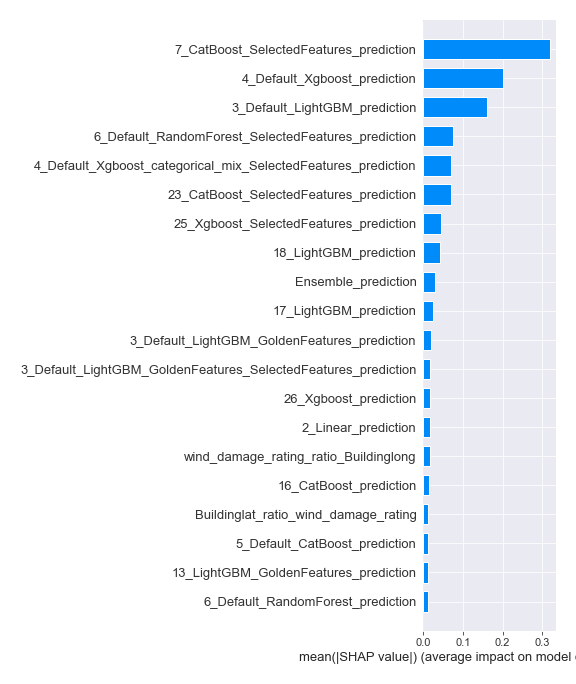 7_CatBoost_SelectedFeatures_prediction
4_Default_Xgboost_prediction
3_Default_LightGBM_prediction
6_Default_RandomForest_SelectedFeatures_prediction
4_Default_Xgboost_categorical_mix_SelectedFeatures_prediction
23_CatBoost_SelectedFeatures_prediction
25_Xgboost_SelectedFeatures_prediction
18_LightGBM_prediction
Ensemble_prediction
17_LightGBM_prediction
3_Default_LightGBM_GoldenFeatures_prediction
3_Default_LightGBM_GoldenFeatures_SelectedFeatures_prediction
26_Xgboost_prediction
2_Linear_prediction
wind_damage_rating_ratio_Buildinglong
16_CatBoost_prediction
Buildinglat_ratio_wind_damage_rating
5_Default_CatBoost_prediction
13_LightGBM_GoldenFeatures_prediction
6_Default_RandomForest_prediction
0.0 0.1 0.2 0.3
mean(|SHAP value|) (average impact on model